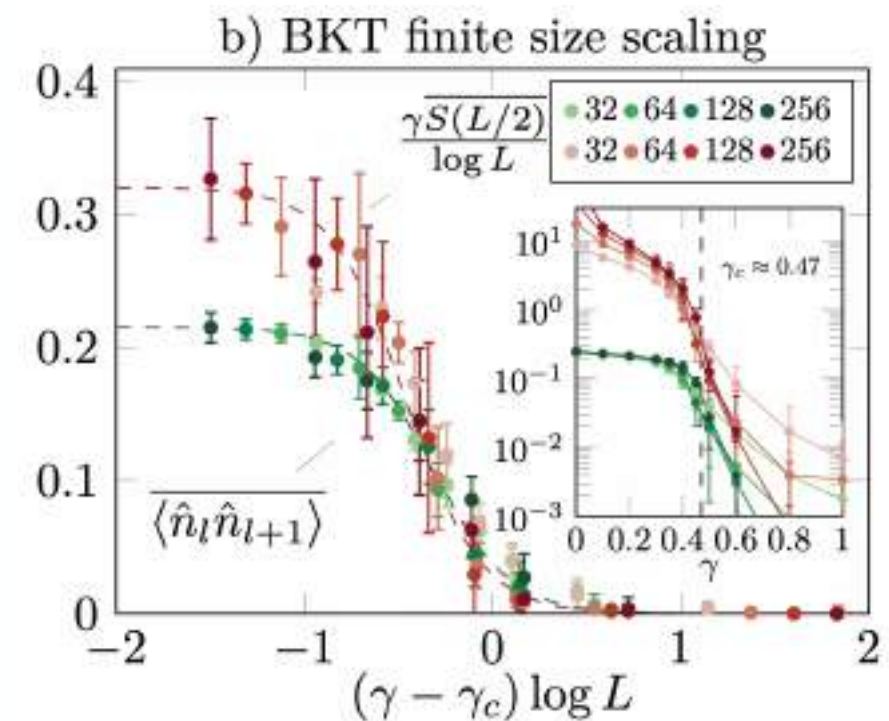 b) BKT finite size scaling
0.4
0.3
0.2
0.1
0
γS(L/2)
log L
32 64 128 256
32 64 128 256
10¹
10⁰
10⁻¹
10⁻²
10⁻³
γc ≈ 0.47
0 0.2 0.4 0.6 0.8 1
γ
⟨n̂ₗ n̂ₗ₊₁⟩
−2 −1 0 1 2
(γ − γc) log L